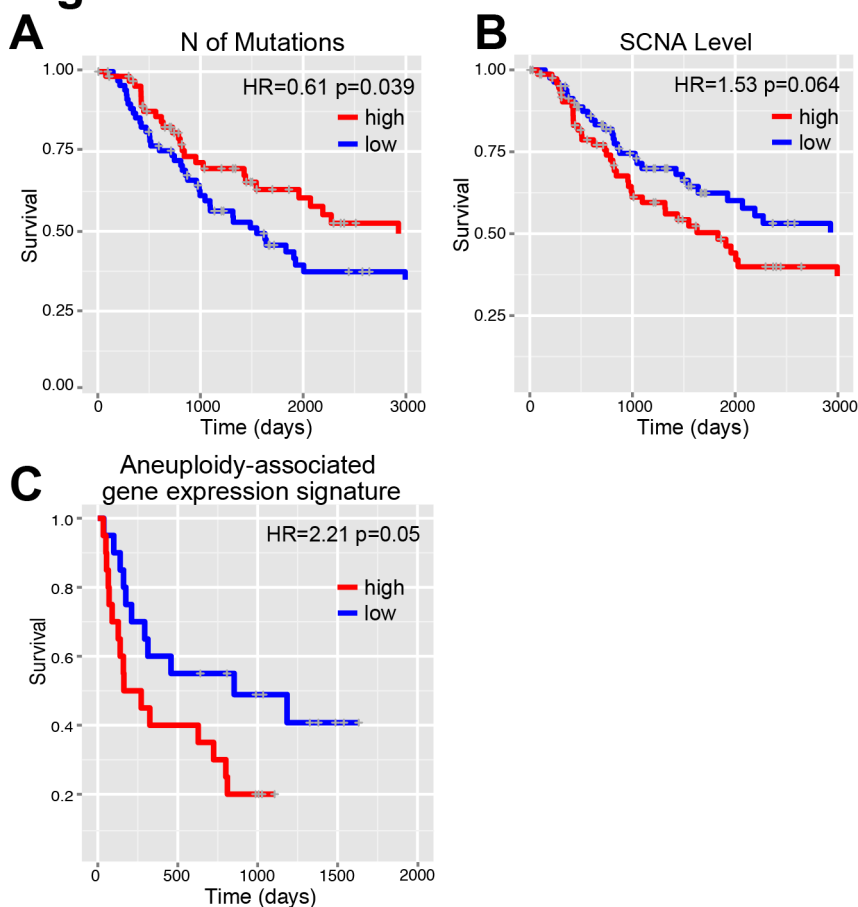 A
N of Mutations
HR=0.61 p=0.039
high
low
Survival
1.00
0.75
0.50
0.25
0.00
0 1000 2000 3000
Time (days)
B
SCNA Level
HR=1.53 p=0.064
high
low
Survival
1.00
0.75
0.50
0.25
0 1000 2000 3000
Time (days)
C
Aneuploidy-associated
gene expression signature
HR=2.21 p=0.05
high
low
Survival
1.0
0.8
0.6
0.4
0.2
0 500 1000 1500 2000
Time (days)